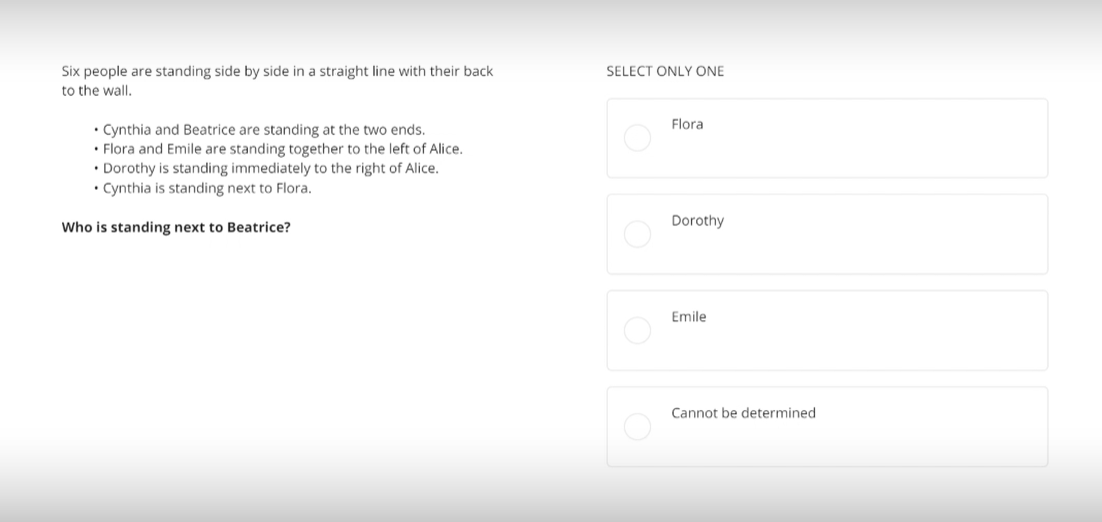 Six people are standing side by side in a straight line with their back
to the wall.
• Cynthia and Beatrice are standing at the two ends.
• Flora and Emile are standing together to the left of Alice.
• Dorothy is standing immediately to the right of Alice.
• Cynthia is standing next to Flora.
Who is standing next to Beatrice?
SELECT ONLY ONE
Flora
Dorothy
Emile
Cannot be determined